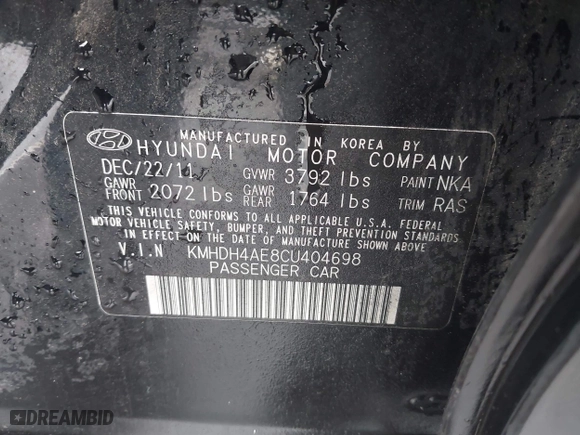 MANUFACTURED IN KOREA BY
HYUNDAI MOTOR COMPANY
DEC/22/11 GVWR 3792 lbs PAINT NKA
GAWR FRONT 2072 lbs GAWR REAR 1764 lbs TRIM RAS
THIS VEHICLE CONFORMS TO ALL APPLICABLE U.S.A. FEDERAL
MOTOR VEHICLE SAFETY, BUMPER, AND THEFT PREVENTION STANDARDS
IN EFFECT ON THE DATE OF MANUFACTURE SHOWN ABOVE
V.I.N KMHDH4AE8CU404698
PASSENGER CAR
DREAMBID